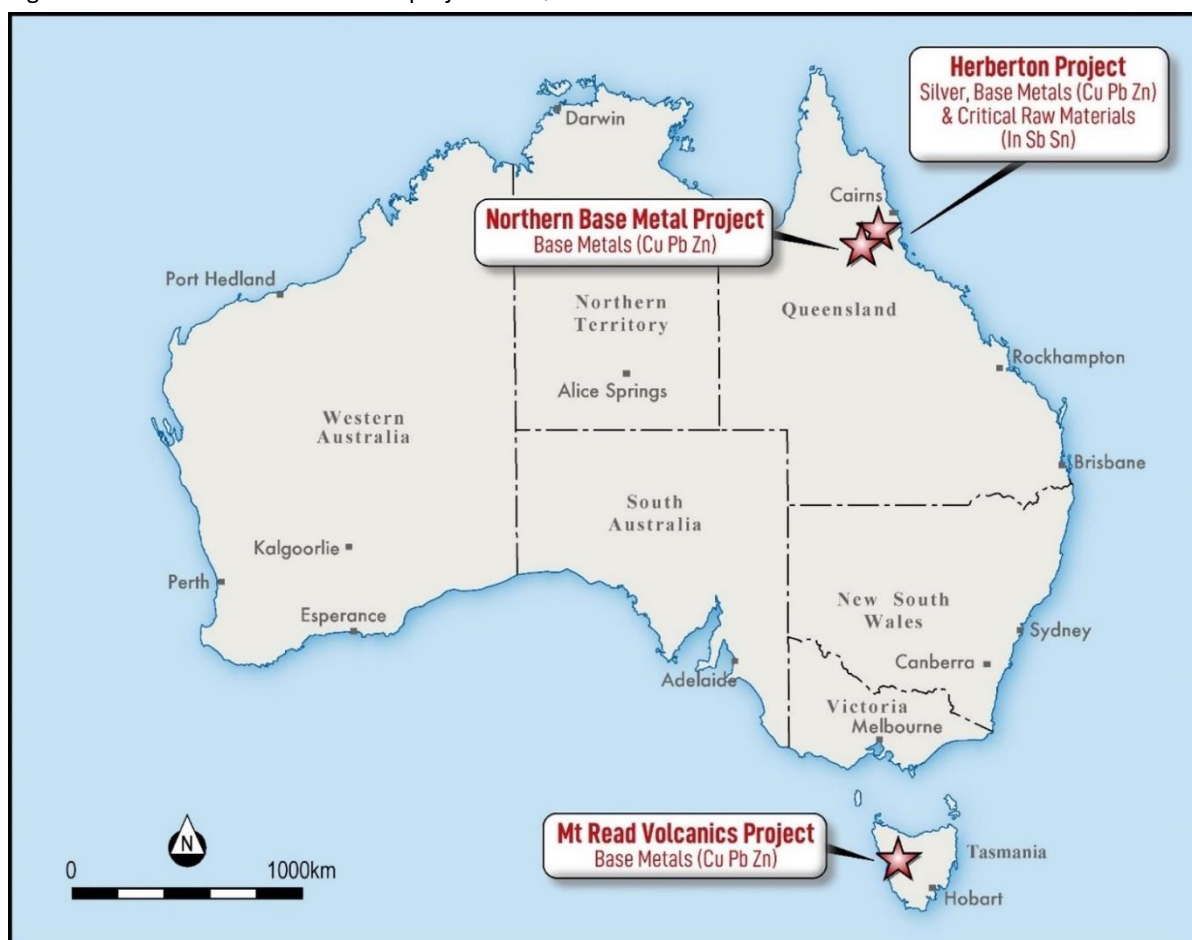 Herberton Project
Silver, Base Metals (Cu Pb Zn)
& Critical Raw Materials
(In Sb Sn)
Darwin
Cairns
Northern Base Metal Project
Base Metals (Cu Pb Zn)
Port Hedland
Northern
Territory
Queensland
Rockhampton
Alice Springs
Western
Australia
Brisbane
South
Australia
Kalgoorlie
Perth
Esperance
New South
Wales
Sydney
Canberra
Adelaide
Victoria
Melbourne
Mt Read Volcanics Project
Base Metals (Cu Pb Zn)
Tasmania
Hobart
N
0 1000km